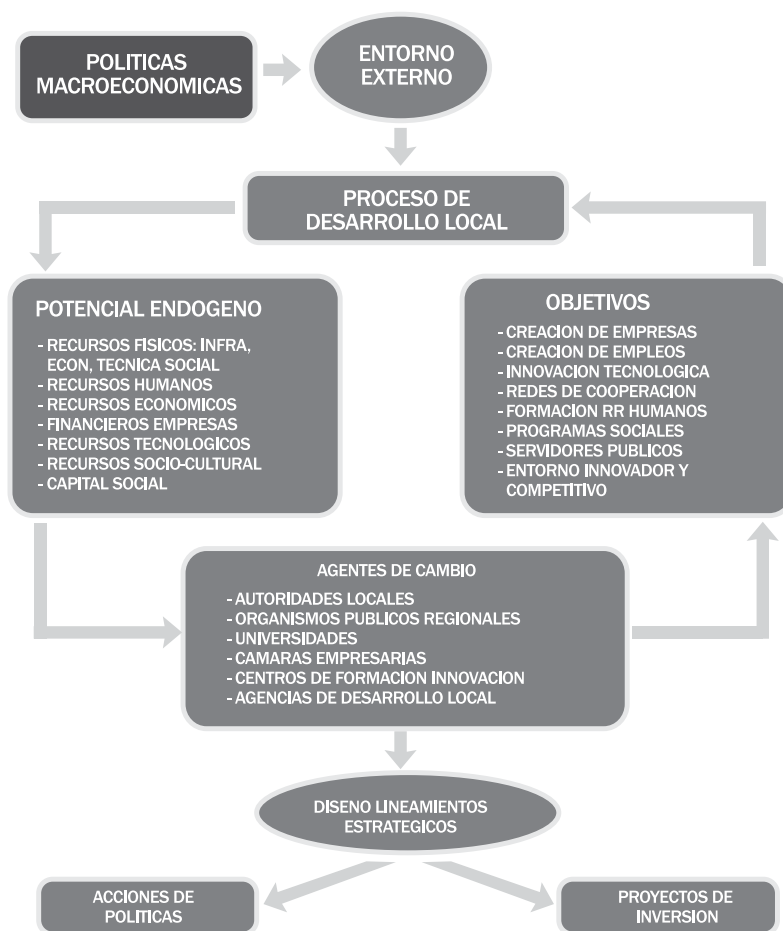 POLITICAS
MACROECONOMICAS
ENTORNO
EXTERNO
PROCESO DE
DESARROLLO LOCAL
POTENCIAL ENDOGENO
- RECURSOS FISICOS: INFRA,
ECON, TECNICA SOCIAL
- RECURSOS HUMANOS
- RECURSOS ECONOMICOS
- FINANCIEROS EMPRESAS
- RECURSOS TECNOLOGICOS
- RECURSOS SOCIO-CULTURAL
- CAPITAL SOCIAL
OBJETIVOS
- CREACION DE EMPRESAS
- CREACION DE EMPLEOS
- INNOVACION TECNOLOGICA
- REDES DE COOPERACION
- FORMACION RR HUMANOS
- PROGRAMAS SOCIALES
- SERVIDORES PUBLICOS
- ENTORNO INNOVADOR Y
COMPETITIVO
AGENTES DE CAMBIO
- AUTORIDADES LOCALES
- ORGANISMOS PUBLICOS REGIONALES
- UNIVERSIDADES
- CAMARAS EMPRESARIAS
- CENTROS DE FORMACION INNOVACION
- AGENCIAS DE DESARROLLO LOCAL
DISENO LINEAMIENTOS
ESTRATEGICOS
ACCIONES DE
POLITICAS
PROYECTOS DE
INVERSION